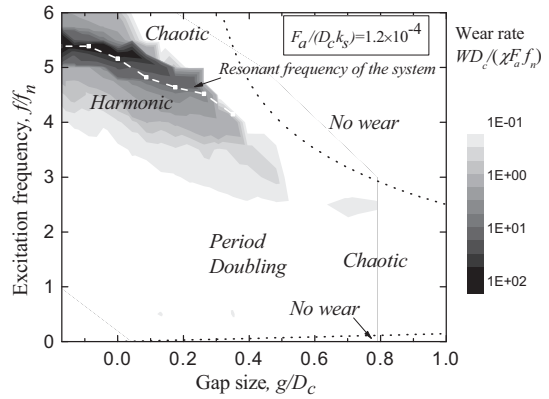 Excitation frequency, f/fₙ
6
5
4
3
2
1
0
0.0
0.2
0.4
0.6
0.8
1.0
Gap size, g/D_c
Chaotic
F_a/(D_c k_s)=1.2×10⁻⁴
Resonant frequency of the system
Harmonic
No wear
Period
Doubling
Chaotic
No wear
Wear rate
WD_c/(χF_a f_n)
1E-01
1E+00
1E+01
1E+02